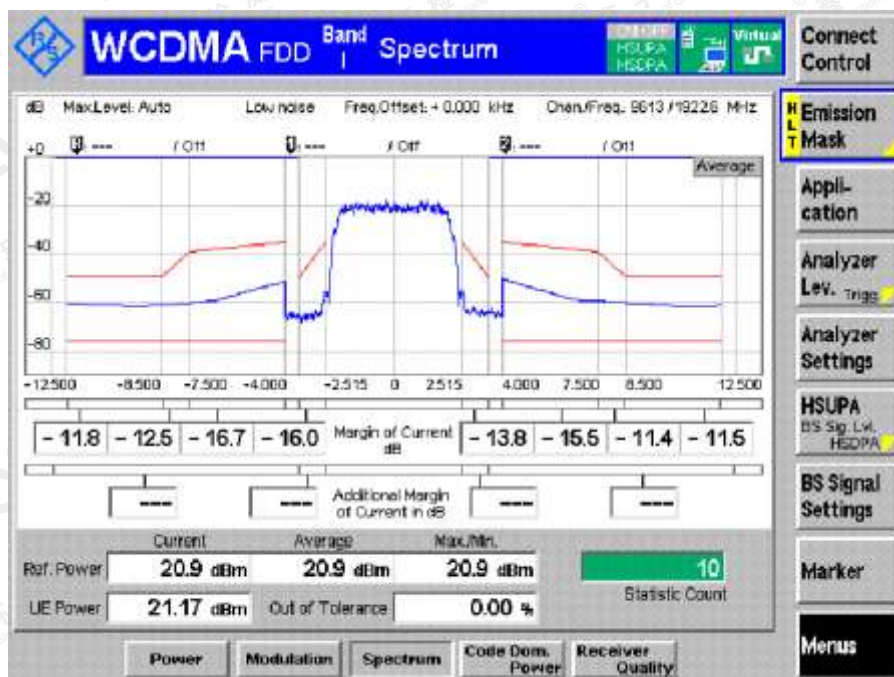 R&S WCDMA FDD Band I Spectrum
HSUPA
HSDPA
Virtual
Connect Control
dB Max.Level: Auto Low noise Freq.Offset: + 0.000 kHz Chan./Freq.. 9613 /1922.6 MHz
+0 R: --- / Off 1: --- / Off 2: --- / Off
Average
-20
-40
-60
-80
-12.500 -8.500 -7.500 -4.000 -2.515 0 2.515 4.000 7.500 8.500 12.500
- 11.8 - 12.5 - 16.7 - 16.0 Margin of Current dB - 13.8 - 15.5 - 11.4 - 11.5
--- --- Additional Margin of Current in dB --- ---
Current Average Max./Min.
Ref. Power 20.9 dBm 20.9 dBm 20.9 dBm 10
Statistic Count
UE Power 21.17 dBm Out of Tolerance 0.00 %
Power Modulation Spectrum Code Dom. Power Receiver Quality
HLT
Emission Mask
Appli-
cation
Analyzer
Lev. Trigg
Analyzer
Settings
HSUPA
BS Sig. Lvl.
HSDPA
BS Signal
Settings
Marker
Menus